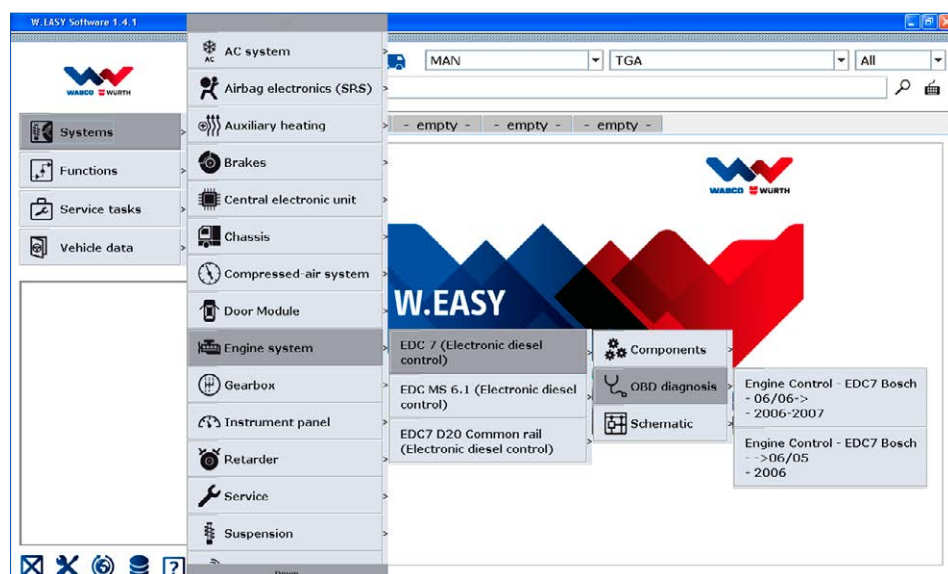 W.EASY Software 1.4.1
MAN
TGA
All
WABCO WURTH
- empty -
- empty -
- empty -
Systems
Functions
Service tasks
Vehicle data
AC
AC system
Airbag electronics (SRS)
Auxiliary heating
Brakes
Central electronic unit
Chassis
Compressed-air system
Door Module
Engine system
Gearbox
Instrument panel
Retarder
Service
Suspension
Down
WABCO WURTH
W.EASY
EDC 7 (Electronic diesel
control)
EDC MS 6.1 (Electronic diesel
control)
EDC7 D20 Common rail
(Electronic diesel control)
Components
OBD diagnosis
Schematic
Engine Control - EDC7 Bosch
- 06/06->
- 2006-2007
Engine Control - EDC7 Bosch
- -->06/05
- 2006
?